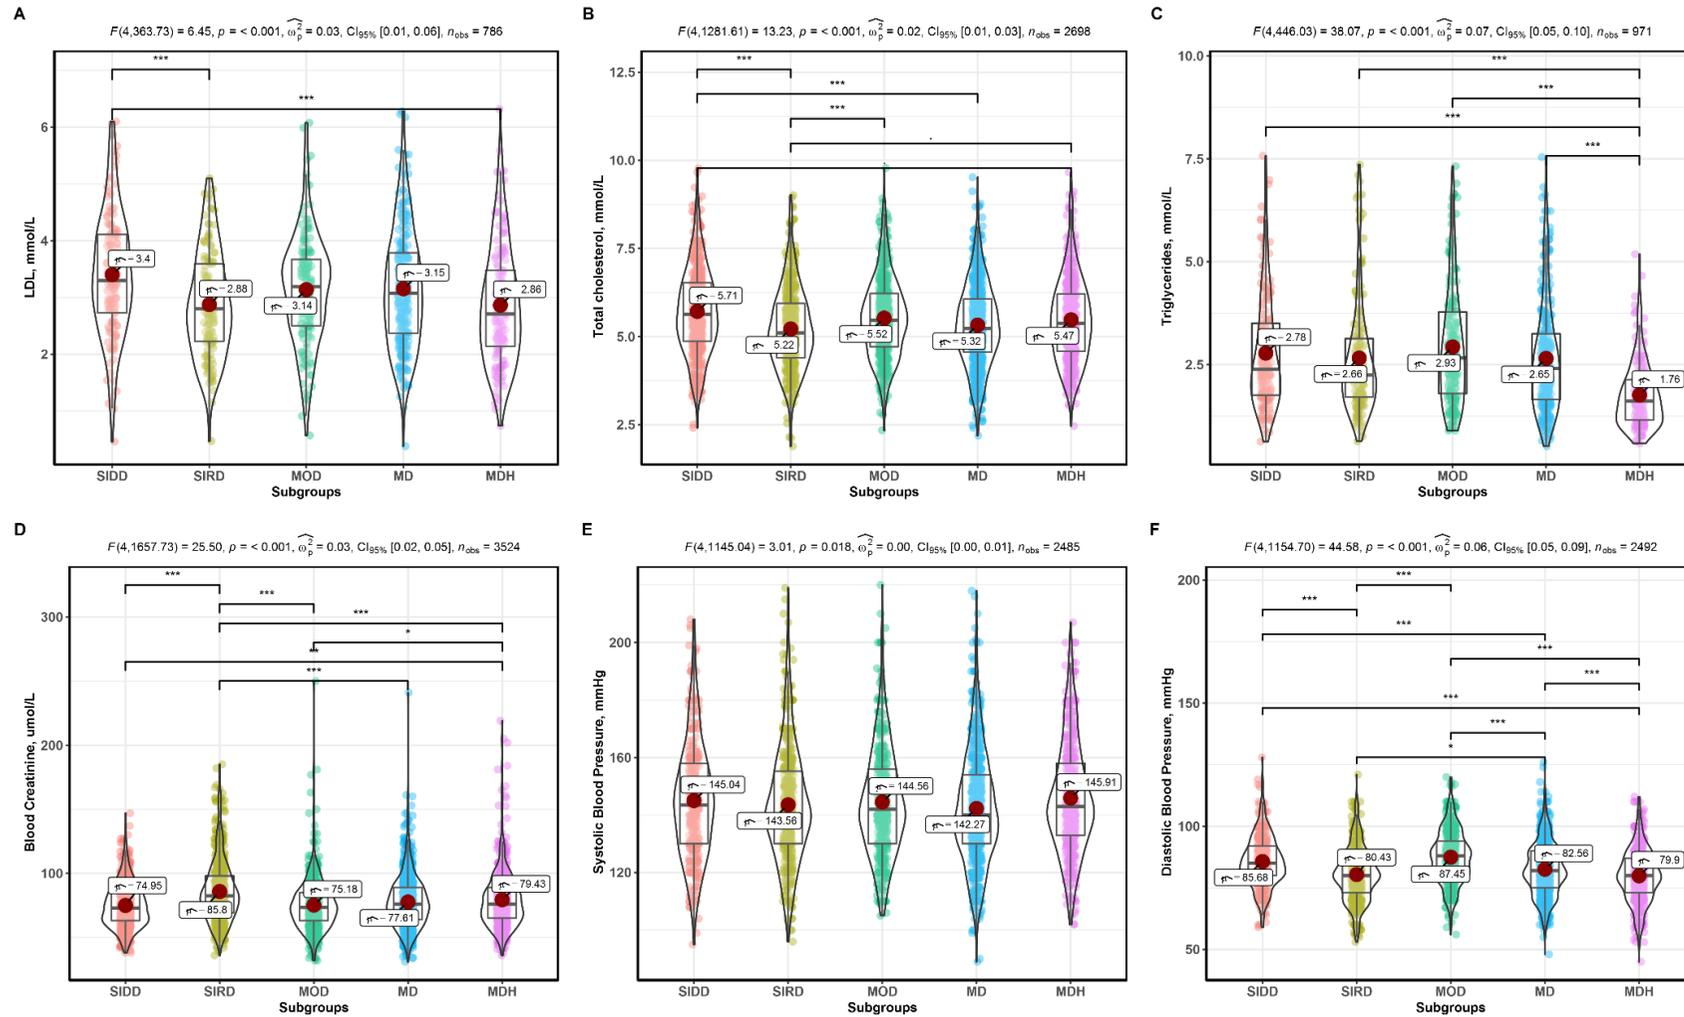 A
F(4,363.73) = 6.45, p = < 0.001, ω̂p² = 0.03, CI95% [0.01, 0.06], nobs = 786
***
***
6
4
2
LDL, mmol/L
3.4
2.88
3.14
3.15
2.86
SIDD SIRD MOD MD MDH
Subgroups
B
F(4,1281.61) = 13.23, p = < 0.001, ω̂p² = 0.02, CI95% [0.01, 0.03], nobs = 2698
***
***
***
.
.
12.5
10.0
7.5
5.0
2.5
Total cholesterol, mmol/L
5.71
5.22
5.52
5.32
5.47
SIDD SIRD MOD MD MDH
Subgroups
C
F(4,446.03) = 38.07, p = < 0.001, ω̂p² = 0.07, CI95% [0.05, 0.10], nobs = 971
***
***
***
***
10.0
7.5
5.0
2.5
Triglycerides, mmol/L
2.78
2.66
2.93
2.65
1.76
SIDD SIRD MOD MD MDH
Subgroups
D
F(4,1657.73) = 25.50, p = < 0.001, ω̂p² = 0.03, CI95% [0.02, 0.05], nobs = 3524
***
***
***
*
**
***
300
200
100
Blood Creatinine, umol/L
74.95
85.8
75.18
77.61
79.43
SIDD SIRD MOD MD MDH
Subgroups
E
F(4,1145.04) = 3.01, p = 0.018, ω̂p² = 0.00, CI95% [0.00, 0.01], nobs = 2485
200
160
120
Systolic Blood Pressure, mmHg
145.04
143.56
144.56
142.27
145.91
SIDD SIRD MOD MD MDH
Subgroups
F
F(4,1154.70) = 44.58, p = < 0.001, ω̂p² = 0.06, CI95% [0.05, 0.09], nobs = 2492
***
***
***
***
***
***
***
*
200
150
100
50
Diastolic Blood Pressure, mmHg
85.68
80.43
87.45
82.56
79.9
SIDD SIRD MOD MD MDH
Subgroups